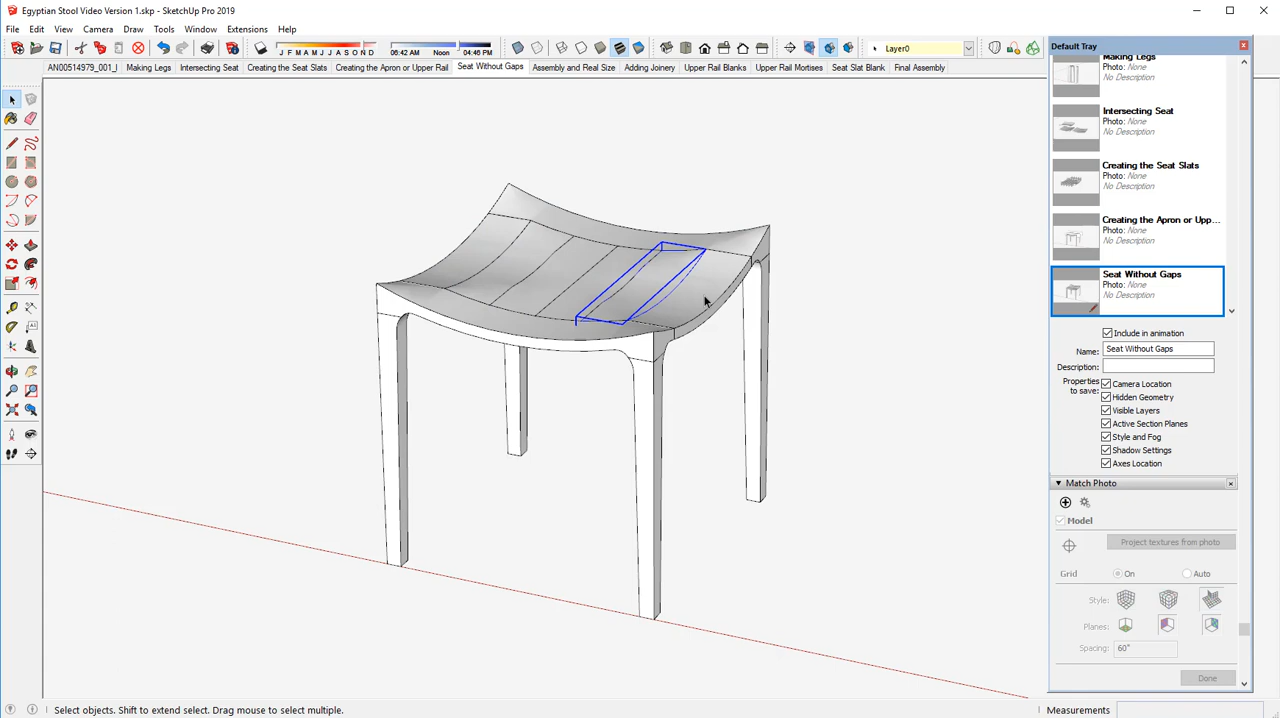 Egyptian Stool Video Version 1.skp - SketchUp Pro 2019
File Edit View Camera Draw Tools Window Extensions Help
J F M A M J J A S O N D 06:42 AM Noon 04:46 PM Layer0
AN00514979_001_l Making Legs Intersecting Seat Creating the Seat Slats Creating the Apron or Upper Rail Seat Without Gaps Assembly and Real Size Adding Joinery Upper Rail Blanks Upper Rail Mortises Seat Slat Blank Final Assembly
Default Tray
Making Legs
Photo: None
No Description
Intersecting Seat
Photo: None
No Description
Creating the Seat Slats
Photo: None
No Description
Creating the Apron or Upp...
Photo: None
No Description
Seat Without Gaps
Photo: None
No Description
Include in animation
Name: Seat Without Gaps
Description:
Properties to save:
Camera Location
Hidden Geometry
Visible Layers
Active Section Planes
Style and Fog
Shadow Settings
Axes Location
Match Photo
Model
Project textures from photo
Grid On Auto
Style:
Planes:
Spacing: 60"
Done
Select objects. Shift to extend select. Drag mouse to select multiple. Measurements